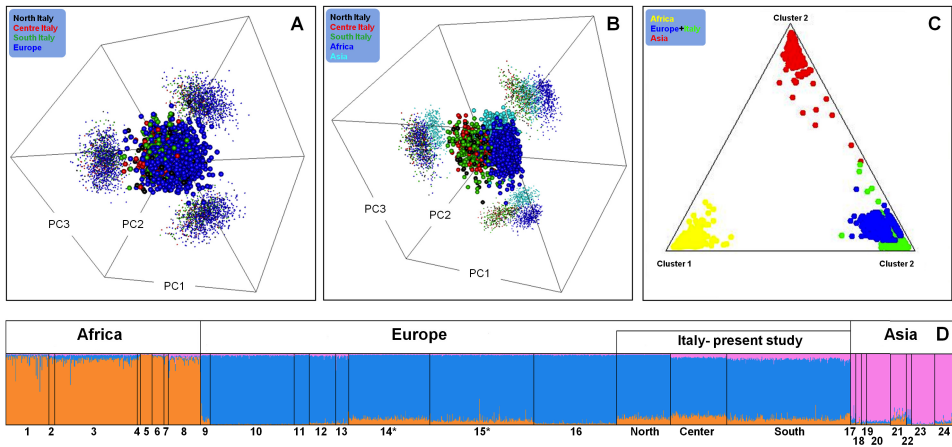 North Italy
Centre Italy
South Italy
Europe
A
PC3
PC2
PC1
North Italy
Centre Italy
South Italy
Africa
Asia
B
PC3
PC2
PC1
Africa
Europe+
Asia
C
Cluster 2
Cluster 1
Cluster 2
Africa
Europe
Italy- present study
Asia
D
1 2 3 4 5 6 7 8 9 10 11 12 13 14* 15* 16 North Center South 17 18 19 20 21 22 23 24